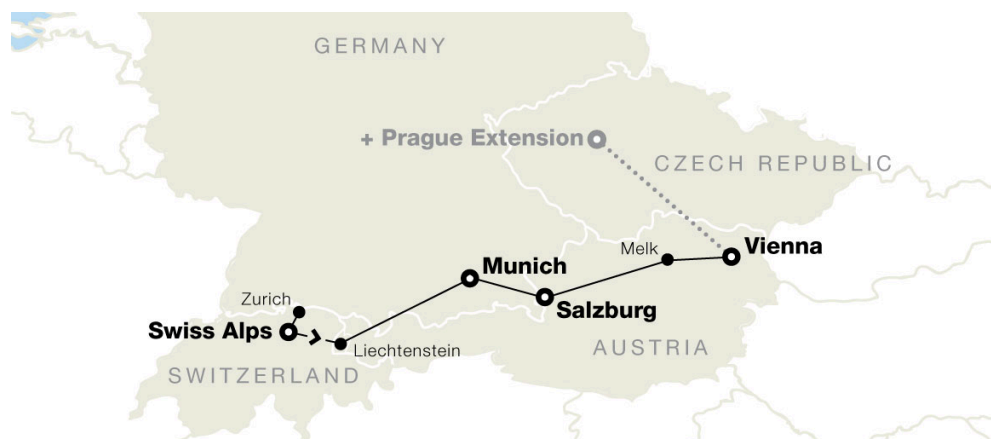 GERMANY
+ Prague Extension
CZECH REPUBLIC
Vienna
Melk
Munich
Salzburg
Zurich
Swiss Alps
Liechtenstein
AUSTRIA
SWITZERLAND